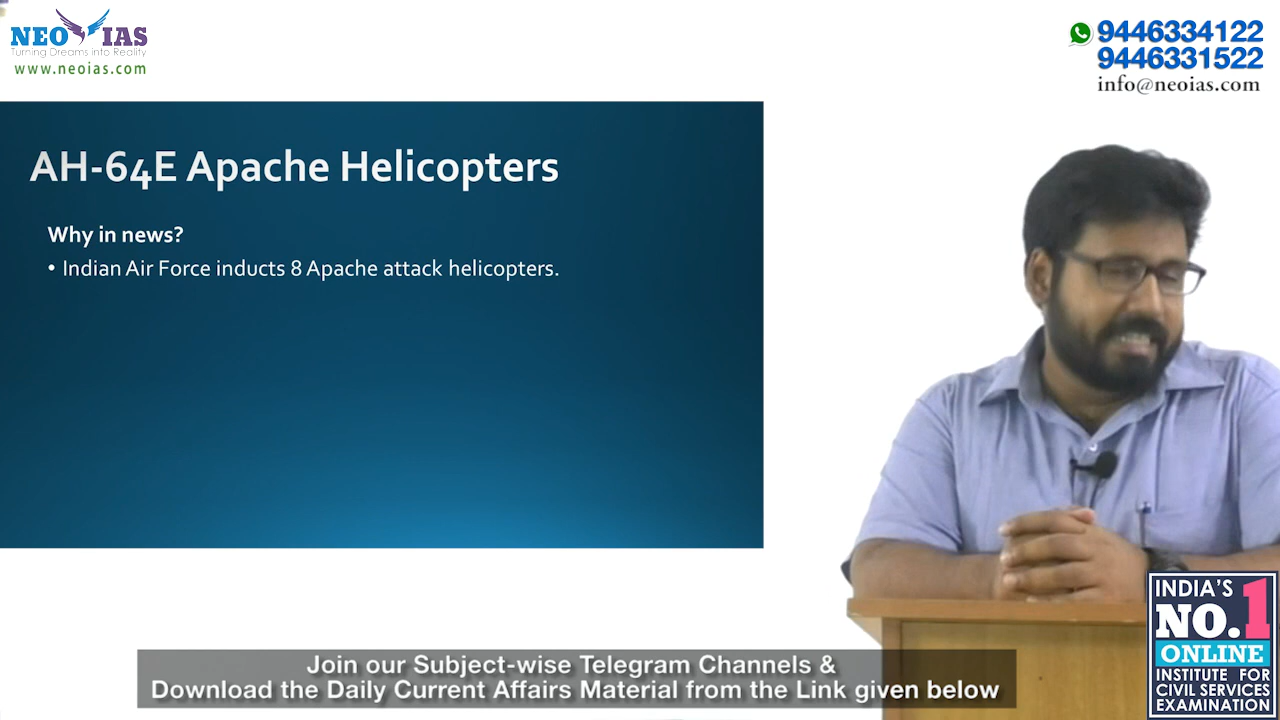 NEO IAS
Turning Dreams into Reality
www.neoias.com
9446334122
9446331522
info@neoias.com
AH-64E Apache Helicopters
Why in news?
• Indian Air Force inducts 8 Apache attack helicopters.
INDIA'S
NO.1
ONLINE
INSTITUTE FOR
CIVIL SERVICES
EXAMINATION
Join our Subject-wise Telegram Channels &
Download the Daily Current Affairs Material from the Link given below